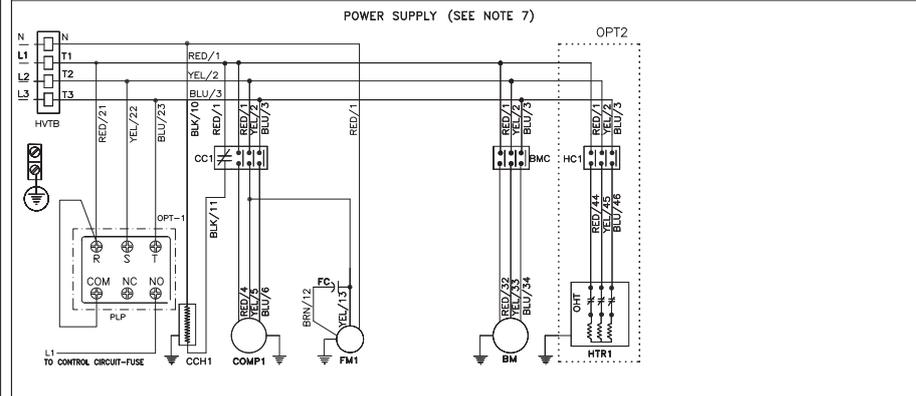 POWER SUPPLY (SEE NOTE 7)
OPT2
N N
L1 T1 RED/1
L2 T2 YEL/2
L3 T3 BLU/3
HVTB
RED/21 YEL/22 BLU/23 BLK/10 RED/1 RED/1 YEL/2 BLU/3 RED/1 RED/1 YEL/2 BLU/3 RED/1 YEL/2 BLU/3
CC1 BMC HC1
OPT-1 BLK/11 RED/44 YEL/45 BLU/46
R S T
COM NC NO
PLP
RED/4 YEL/5 BLU/6 FC BRN/12 YEL/13 RED/32 YEL/33 BLU/34 OHT
L1
TO CONTROL CIRCUIT-FUSE CCH1 COMP1 FM1 BM HTR1